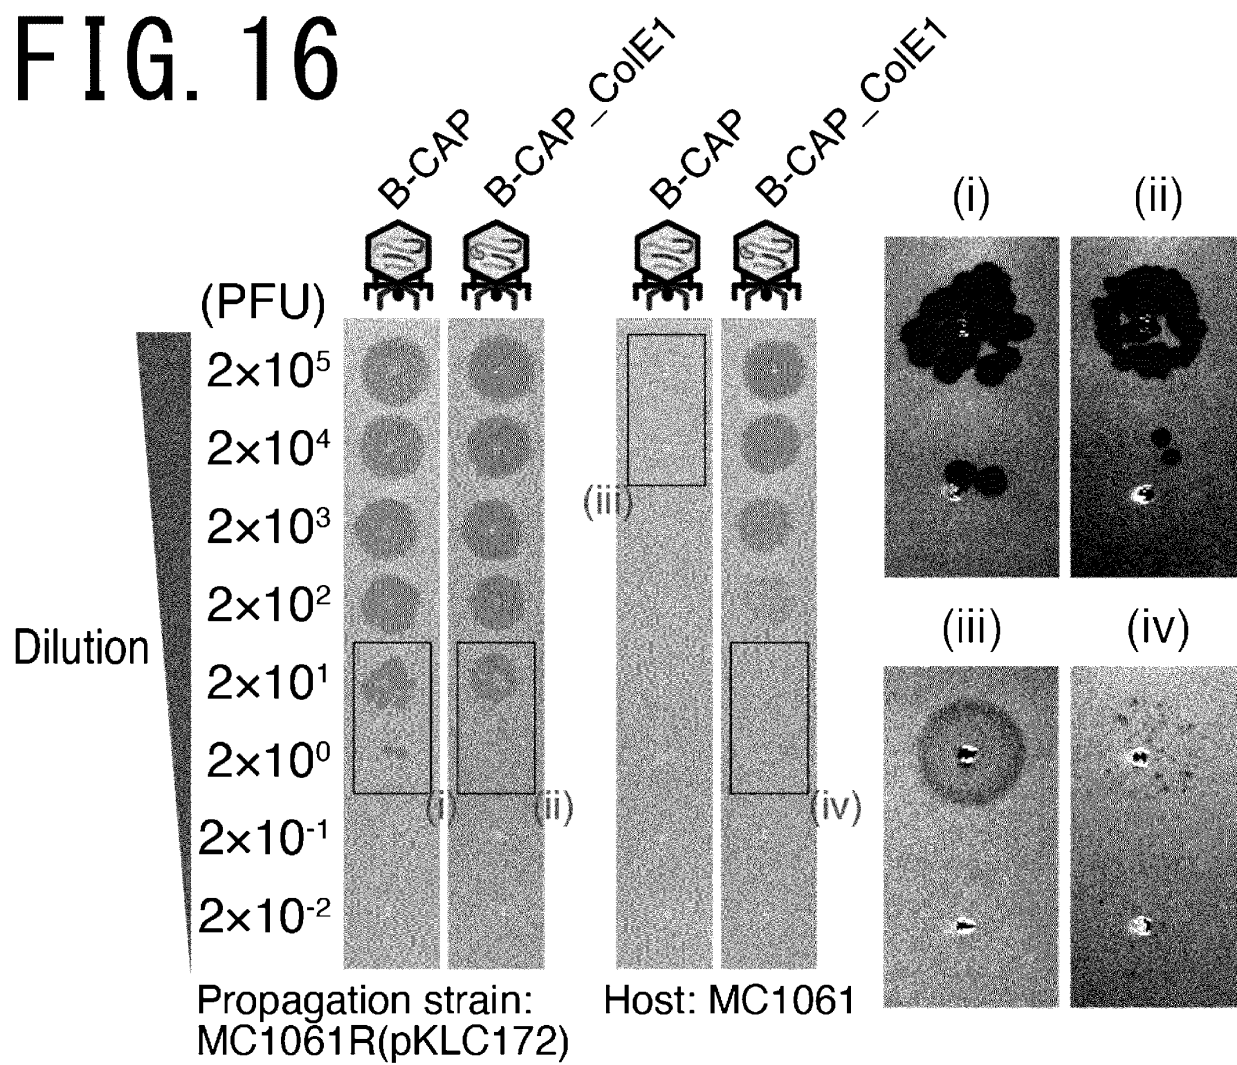 FIG. 16
B-CAP
B-CAP_ColE1
B-CAP
B-CAP_ColE1
(i)
(ii)
(PFU)
2×10⁵
2×10⁴
2×10³
(iii)
2×10²
Dilution
2×10¹
2×10⁰
(i)
(ii)
(iv)
2×10⁻¹
2×10⁻²
(iii)
(iv)
Propagation strain:
MC1061R(pKLC172)
Host: MC1061